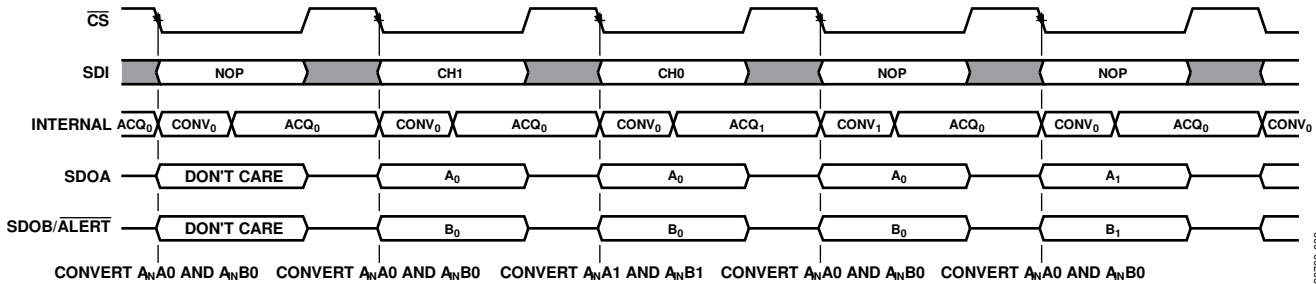 CS
SDI NOP CH1 CH0 NOP NOP
INTERNAL ACQ0 CONV0 ACQ0 CONV0 ACQ0 CONV0 ACQ1 CONV1 ACQ0 CONV0 ACQ0 CONV0
SDOA DON'T CARE A0 A0 A0 A1
SDOB/ALERT DON'T CARE B0 B0 B0 B1
CONVERT AINA0 AND AINB0 CONVERT AINA0 AND AINB0 CONVERT AINA1 AND AINB1 CONVERT AINA0 AND AINB0 CONVERT AINA0 AND AINB0